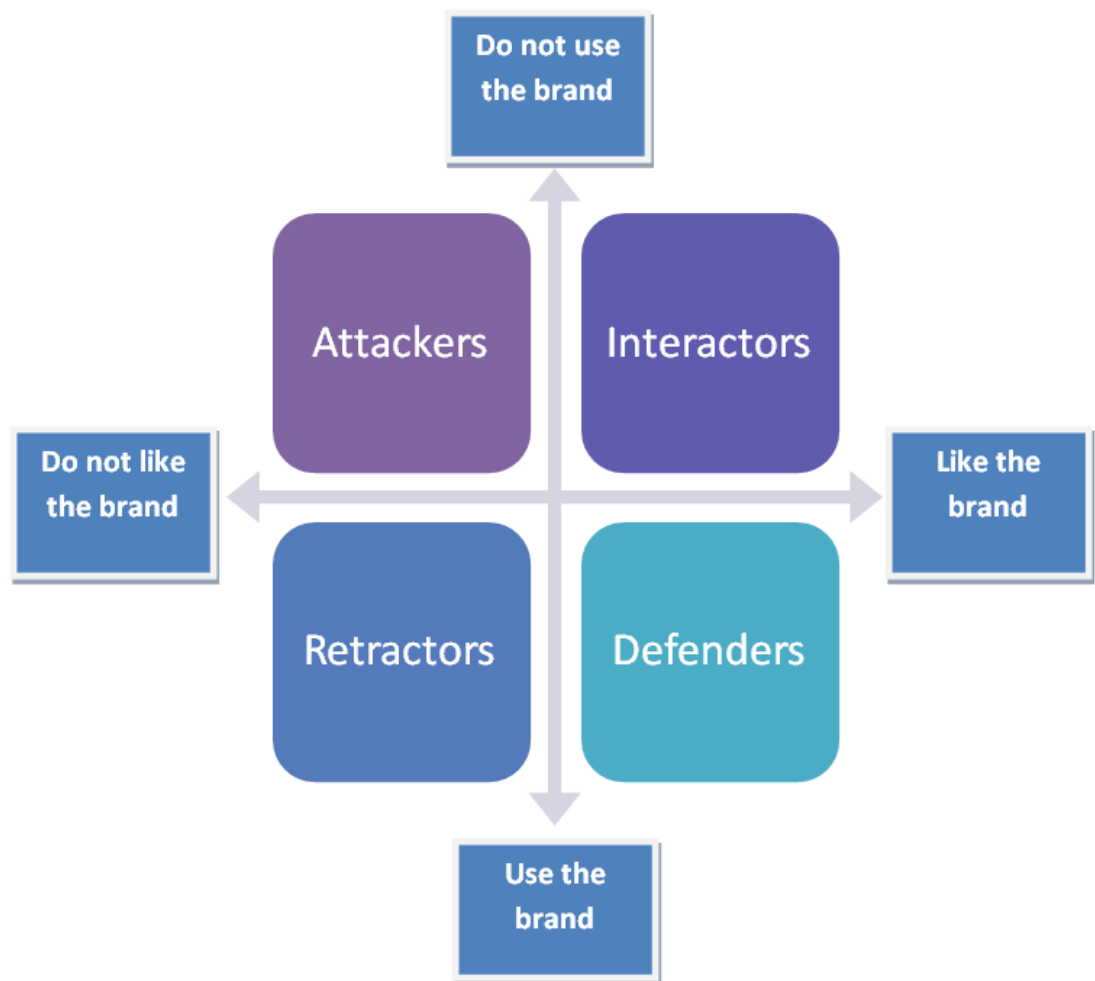 Do not use
the brand
Attackers
Interactors
Do not like
the brand
Like the
brand
Retractors
Defenders
Use the
brand